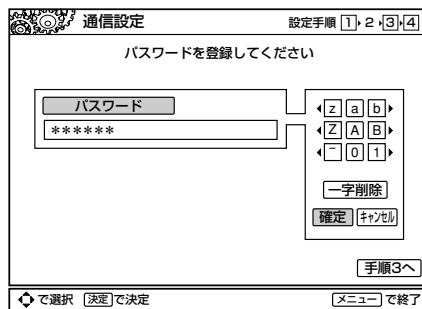 通信設定 設定手順 1 2 3 4
パスワードを登録してください
パスワード
******
z a b
Z A B
¯ 0 1
一字削除
確定 キャンセル
手順3へ
で選択 決定 で決定 メニュー で終了